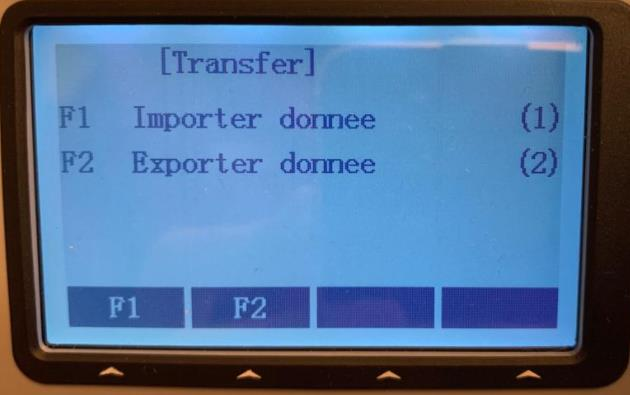 [Transfer]
F1 Importer donnee (1)
F2 Exporter donnee (2)
F1 F2